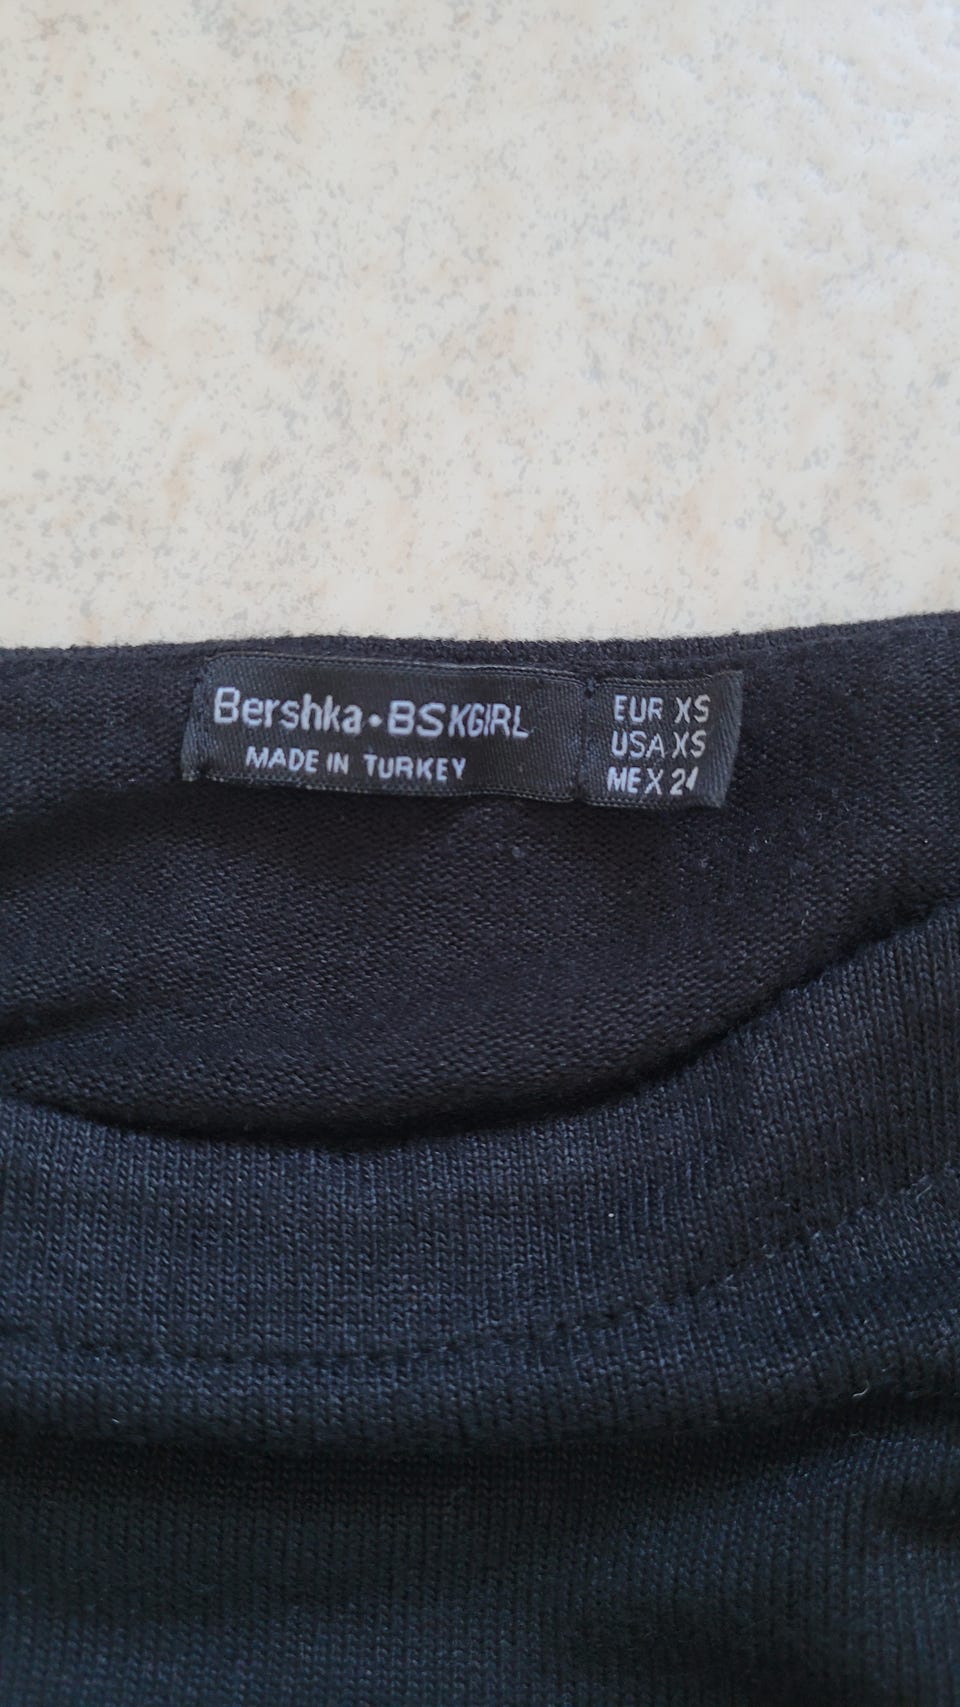 Bershka•BSKGIRL
MADE IN TURKEY
EUR XS
USA XS
MEX 24